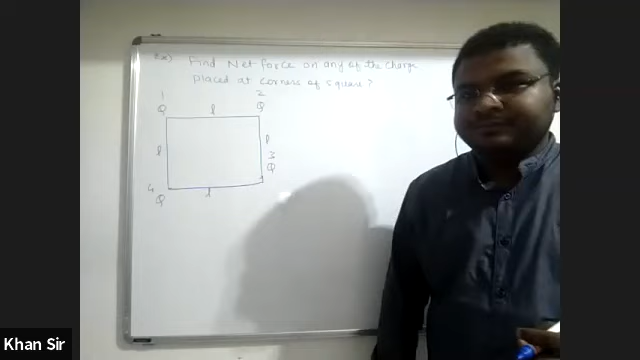 Ex) Find Net force on any of the charge
placed at corners of square?
1 2
Q l Q
l l
3
Q
4
Q l
Khan Sir